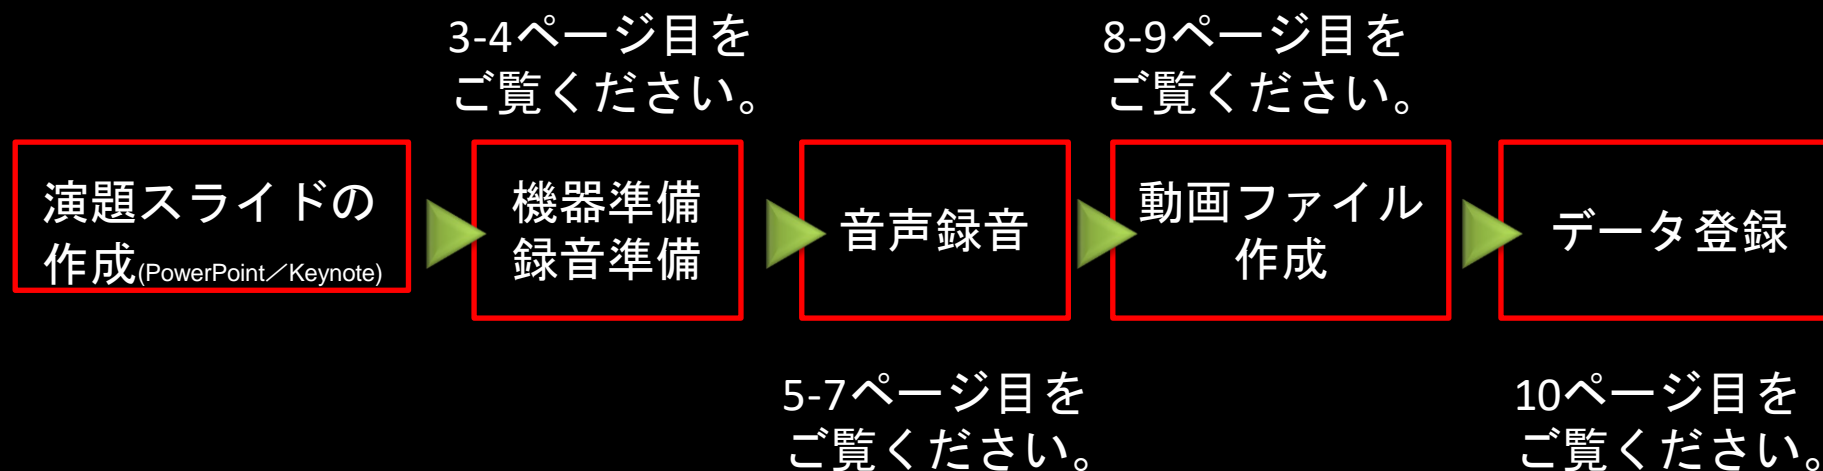 3-4ページ目を
ご覧ください。
8-9ページ目を
ご覧ください。
演題スライドの
作成(PowerPoint／Keynote)
機器準備
録音準備
音声録音
動画ファイル
作成
データ登録
5-7ページ目を
ご覧ください。
10ページ目を
ご覧ください。